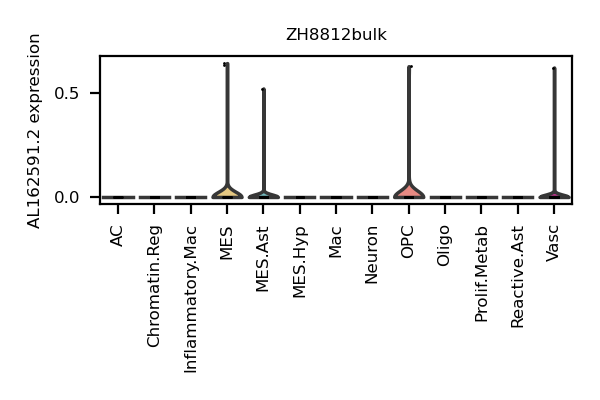 ZH8812bulk
AL162591.2 expression
0.5
0.0
AC
Chromatin.Reg
Inflammatory.Mac
MES
MES.Ast
MES.Hyp
Mac
Neuron
OPC
Oligo
Prolif.Metab
Reactive.Ast
Vasc